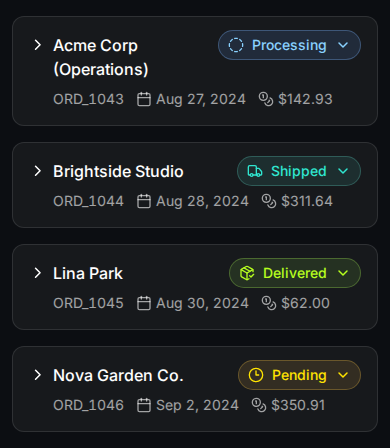 Acme Corp Processing
(Operations)
ORD_1043 Aug 27, 2024 $142.93
Brightside Studio Shipped
ORD_1044 Aug 28, 2024 $311.64
Lina Park Delivered
ORD_1045 Aug 30, 2024 $62.00
Nova Garden Co. Pending
ORD_1046 Sep 2, 2024 $350.91